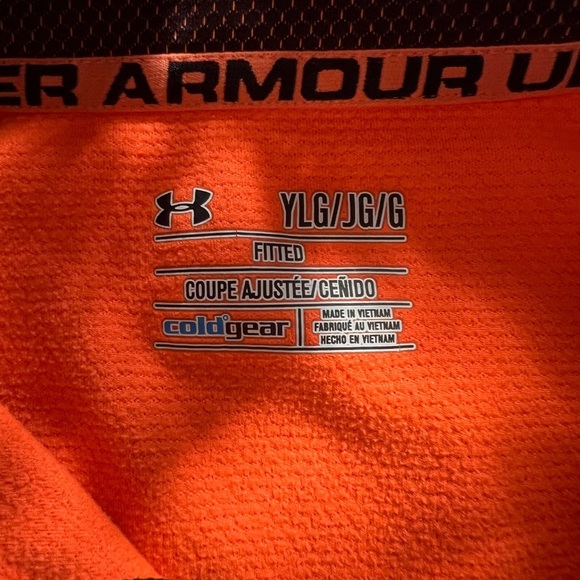 ER ARMOUR U
YLG/JG/G
FITTED
COUPE AJUSTÉE/CEÑIDO
coldgear
MADE IN VIETNAM
FABRIQUÉ AU VIETNAM
HECHO EN VIETNAM